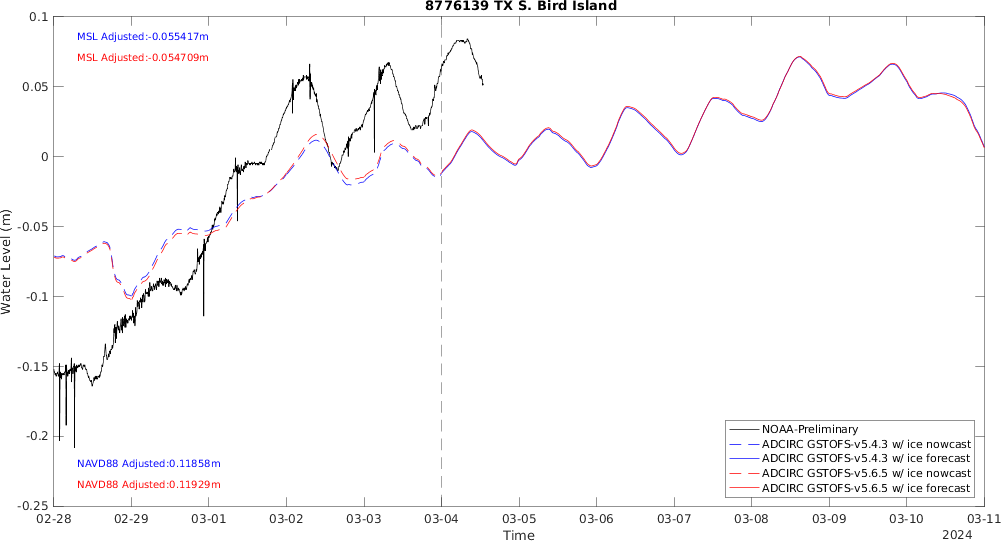 8776139 TX S. Bird Island
MSL Adjusted:-0.055417m
MSL Adjusted:-0.054709m
0.1
0.05
0
-0.05
-0.1
-0.15
-0.2
-0.25
Water Level (m)
NAVD88 Adjusted:0.11858m
NAVD88 Adjusted:0.11929m
NOAA-Preliminary
ADCIRC GSTOFS-v5.4.3 w/ ice nowcast
ADCIRC GSTOFS-v5.4.3 w/ ice forecast
ADCIRC GSTOFS-v5.6.5 w/ ice nowcast
ADCIRC GSTOFS-v5.6.5 w/ ice forecast
02-28 02-29 03-01 03-02 03-03 03-04 03-05 03-06 03-07 03-08 03-09 03-10 03-11
Time
2024